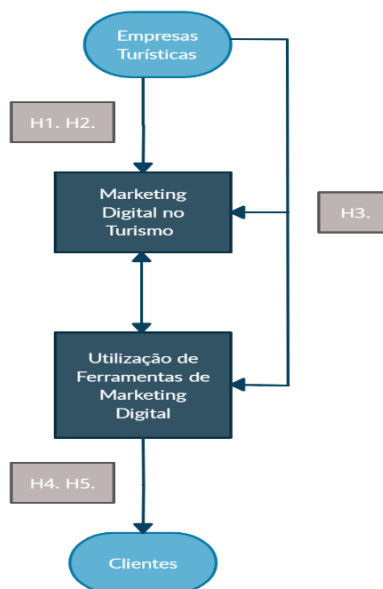 Empresas
Turísticas
H1. H2.
Marketing
Digital no
Turismo
H3.
Utilização de
Ferramentas de
Marketing
Digital
H4. H5.
Clientes